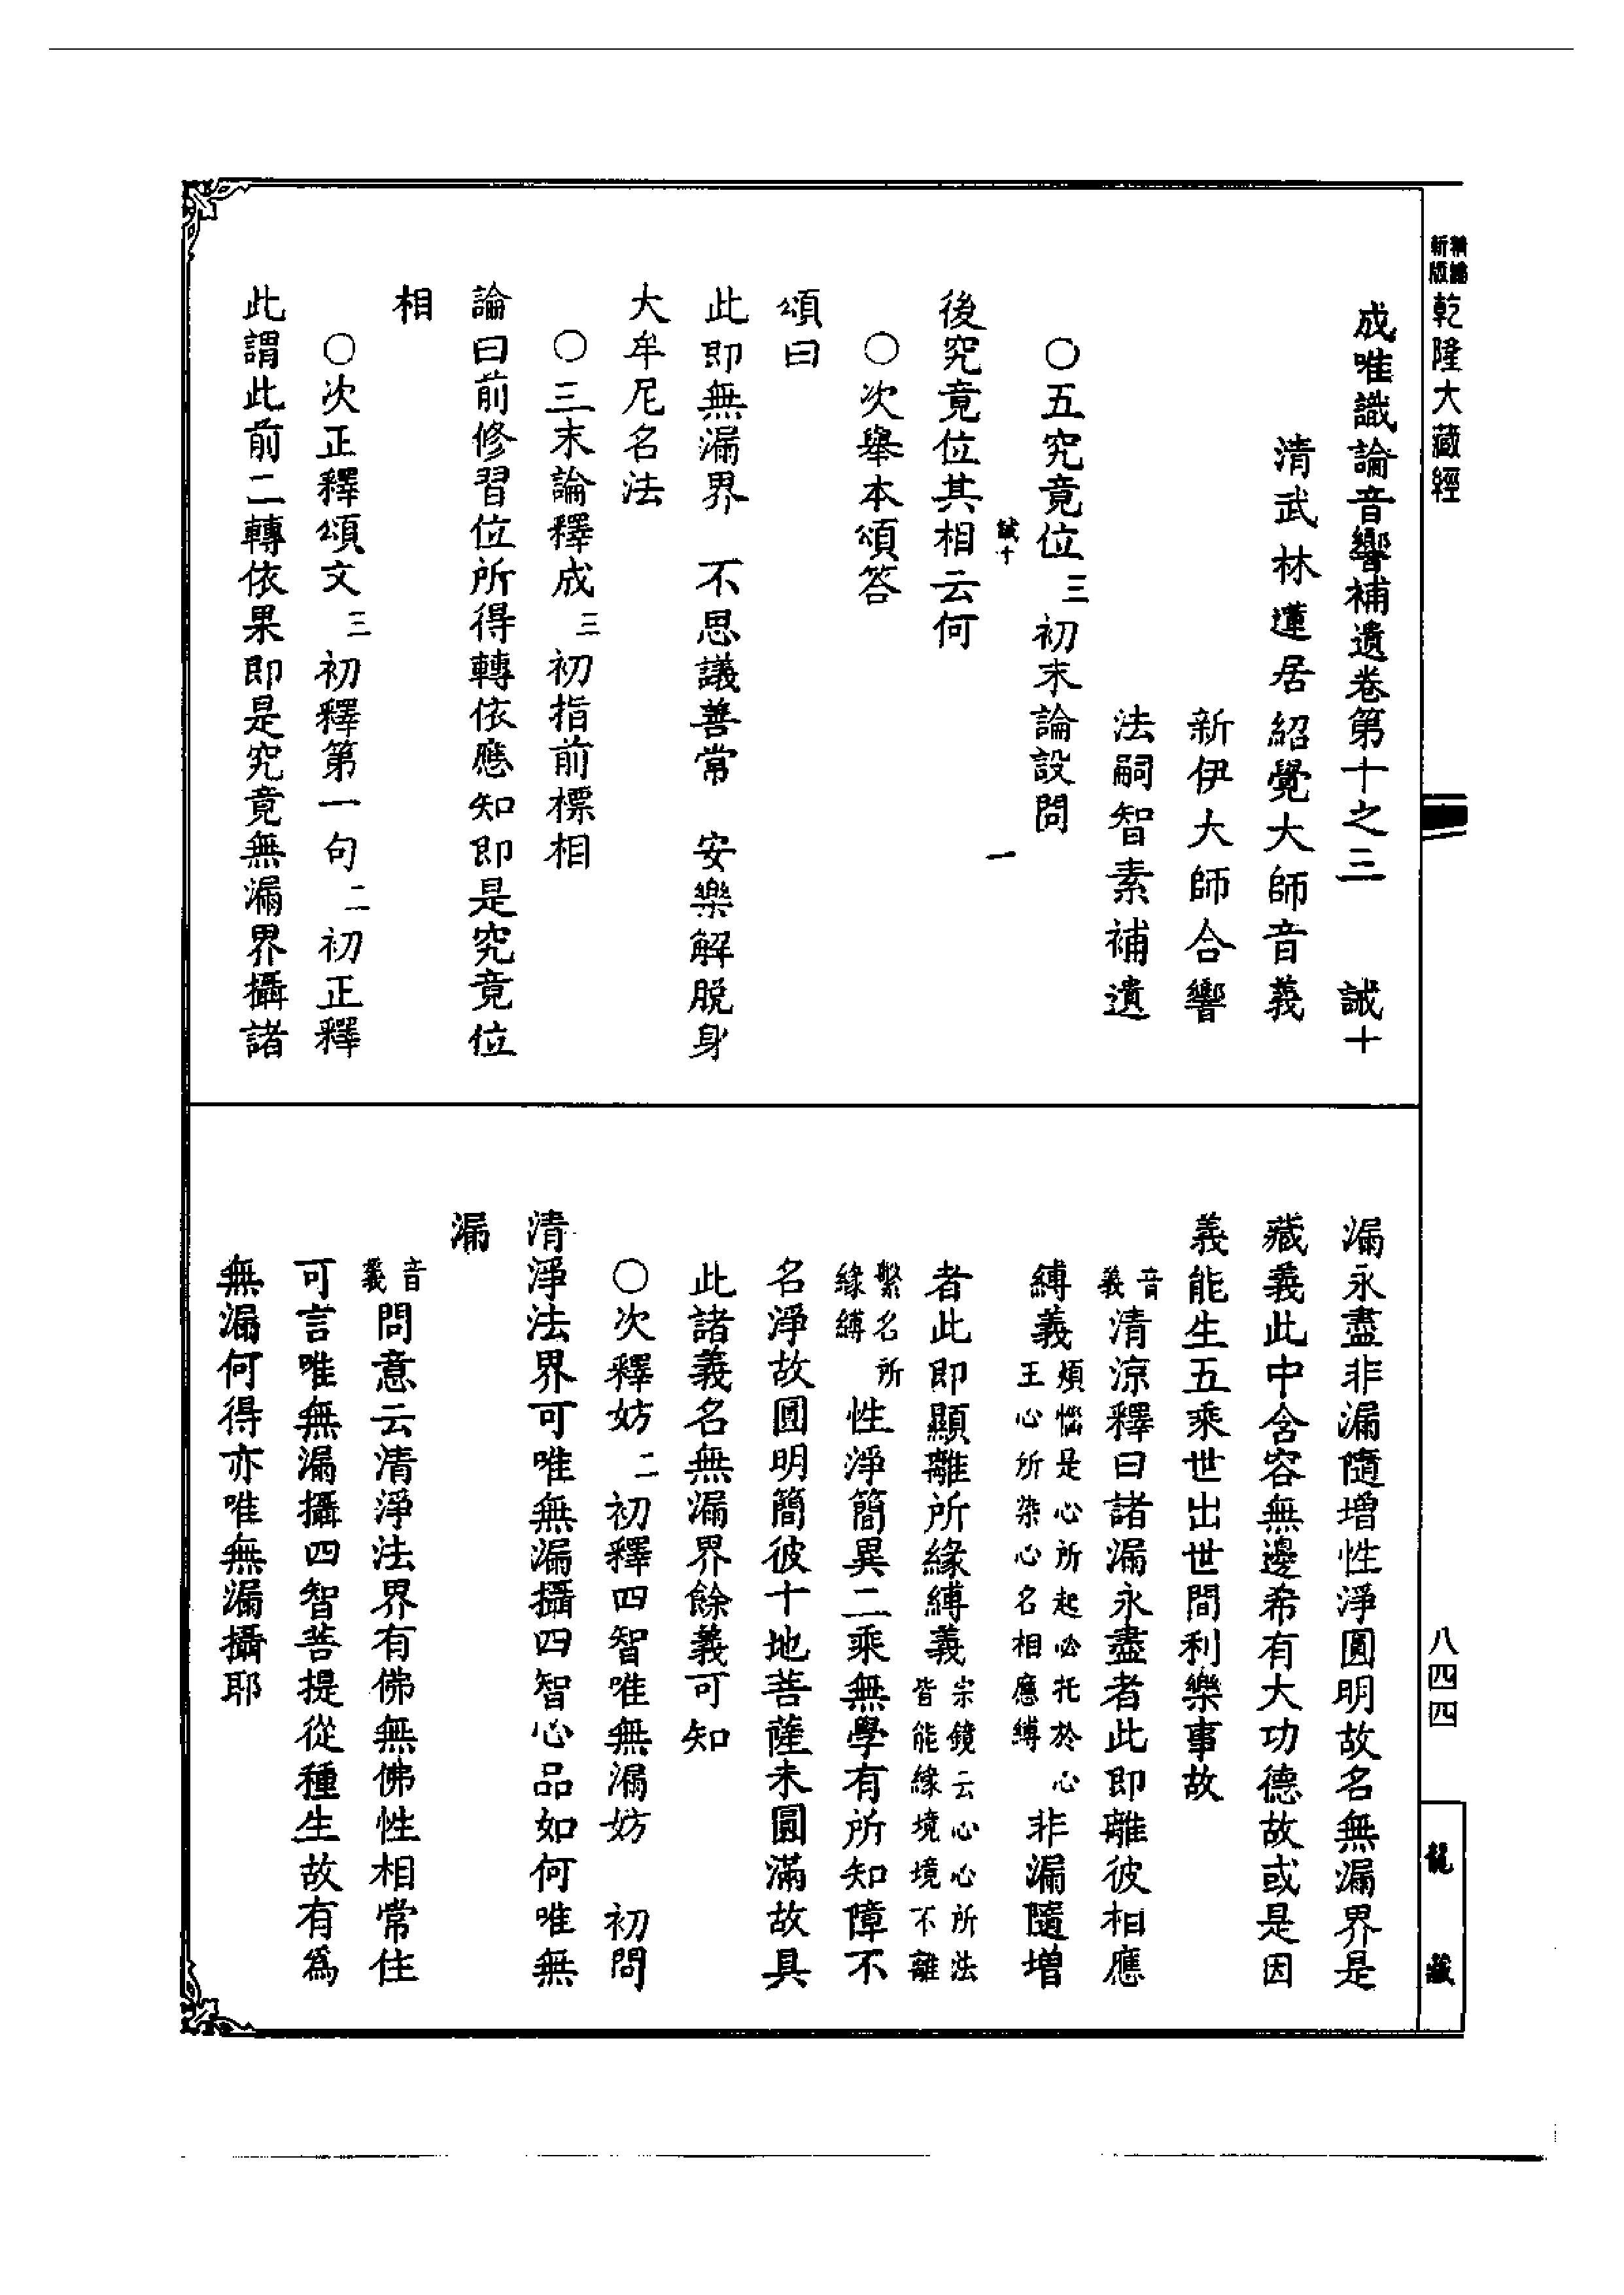 精編
新版
乾隆大藏經
成唯識論音響補遺卷第十之三　誠十
清武林蓮居紹覺大師音義
新伊大師合響
法嗣智素補遺
〇五究竟位三初末論設問
誠十　一
後究竟位其相云何
〇次舉本頌答
頌曰
此即無漏界　不思議善常　安樂解脫身
大牟尼名法
〇三末論釋成三初指前標相
論曰前修習位所得轉依應知即是究竟位
相
〇次正釋頌文三初釋第一句二初正釋
此謂此前二轉依果即是究竟無漏界攝諸
漏永盡非漏隨增性淨圓明故名無漏界是
藏義此中含容無邊希有大功德故或是因
義能生五乘世出世間利樂事故
音義清涼釋曰諸漏永盡者此即離彼相應
縛義煩惱是心所起必托於心王心所染心名相應縛非漏隨增
者此即顯離所緣縛義宗鏡云心心所法皆能緣境境不離
繫名所緣縛性淨簡異二乘無學有所知障不
名淨故圓明簡彼十地菩薩未圓滿故具
此諸義名無漏界餘義可知
〇次釋妨二初釋四智唯無漏妨　初問
清淨法界可唯無漏攝四智心品如何唯無
漏
音義問意云清淨法界有佛無佛性相常住
可言唯無漏攝四智菩提從種生故有為
無漏何得亦唯無漏攝耶
八四四
龍藏